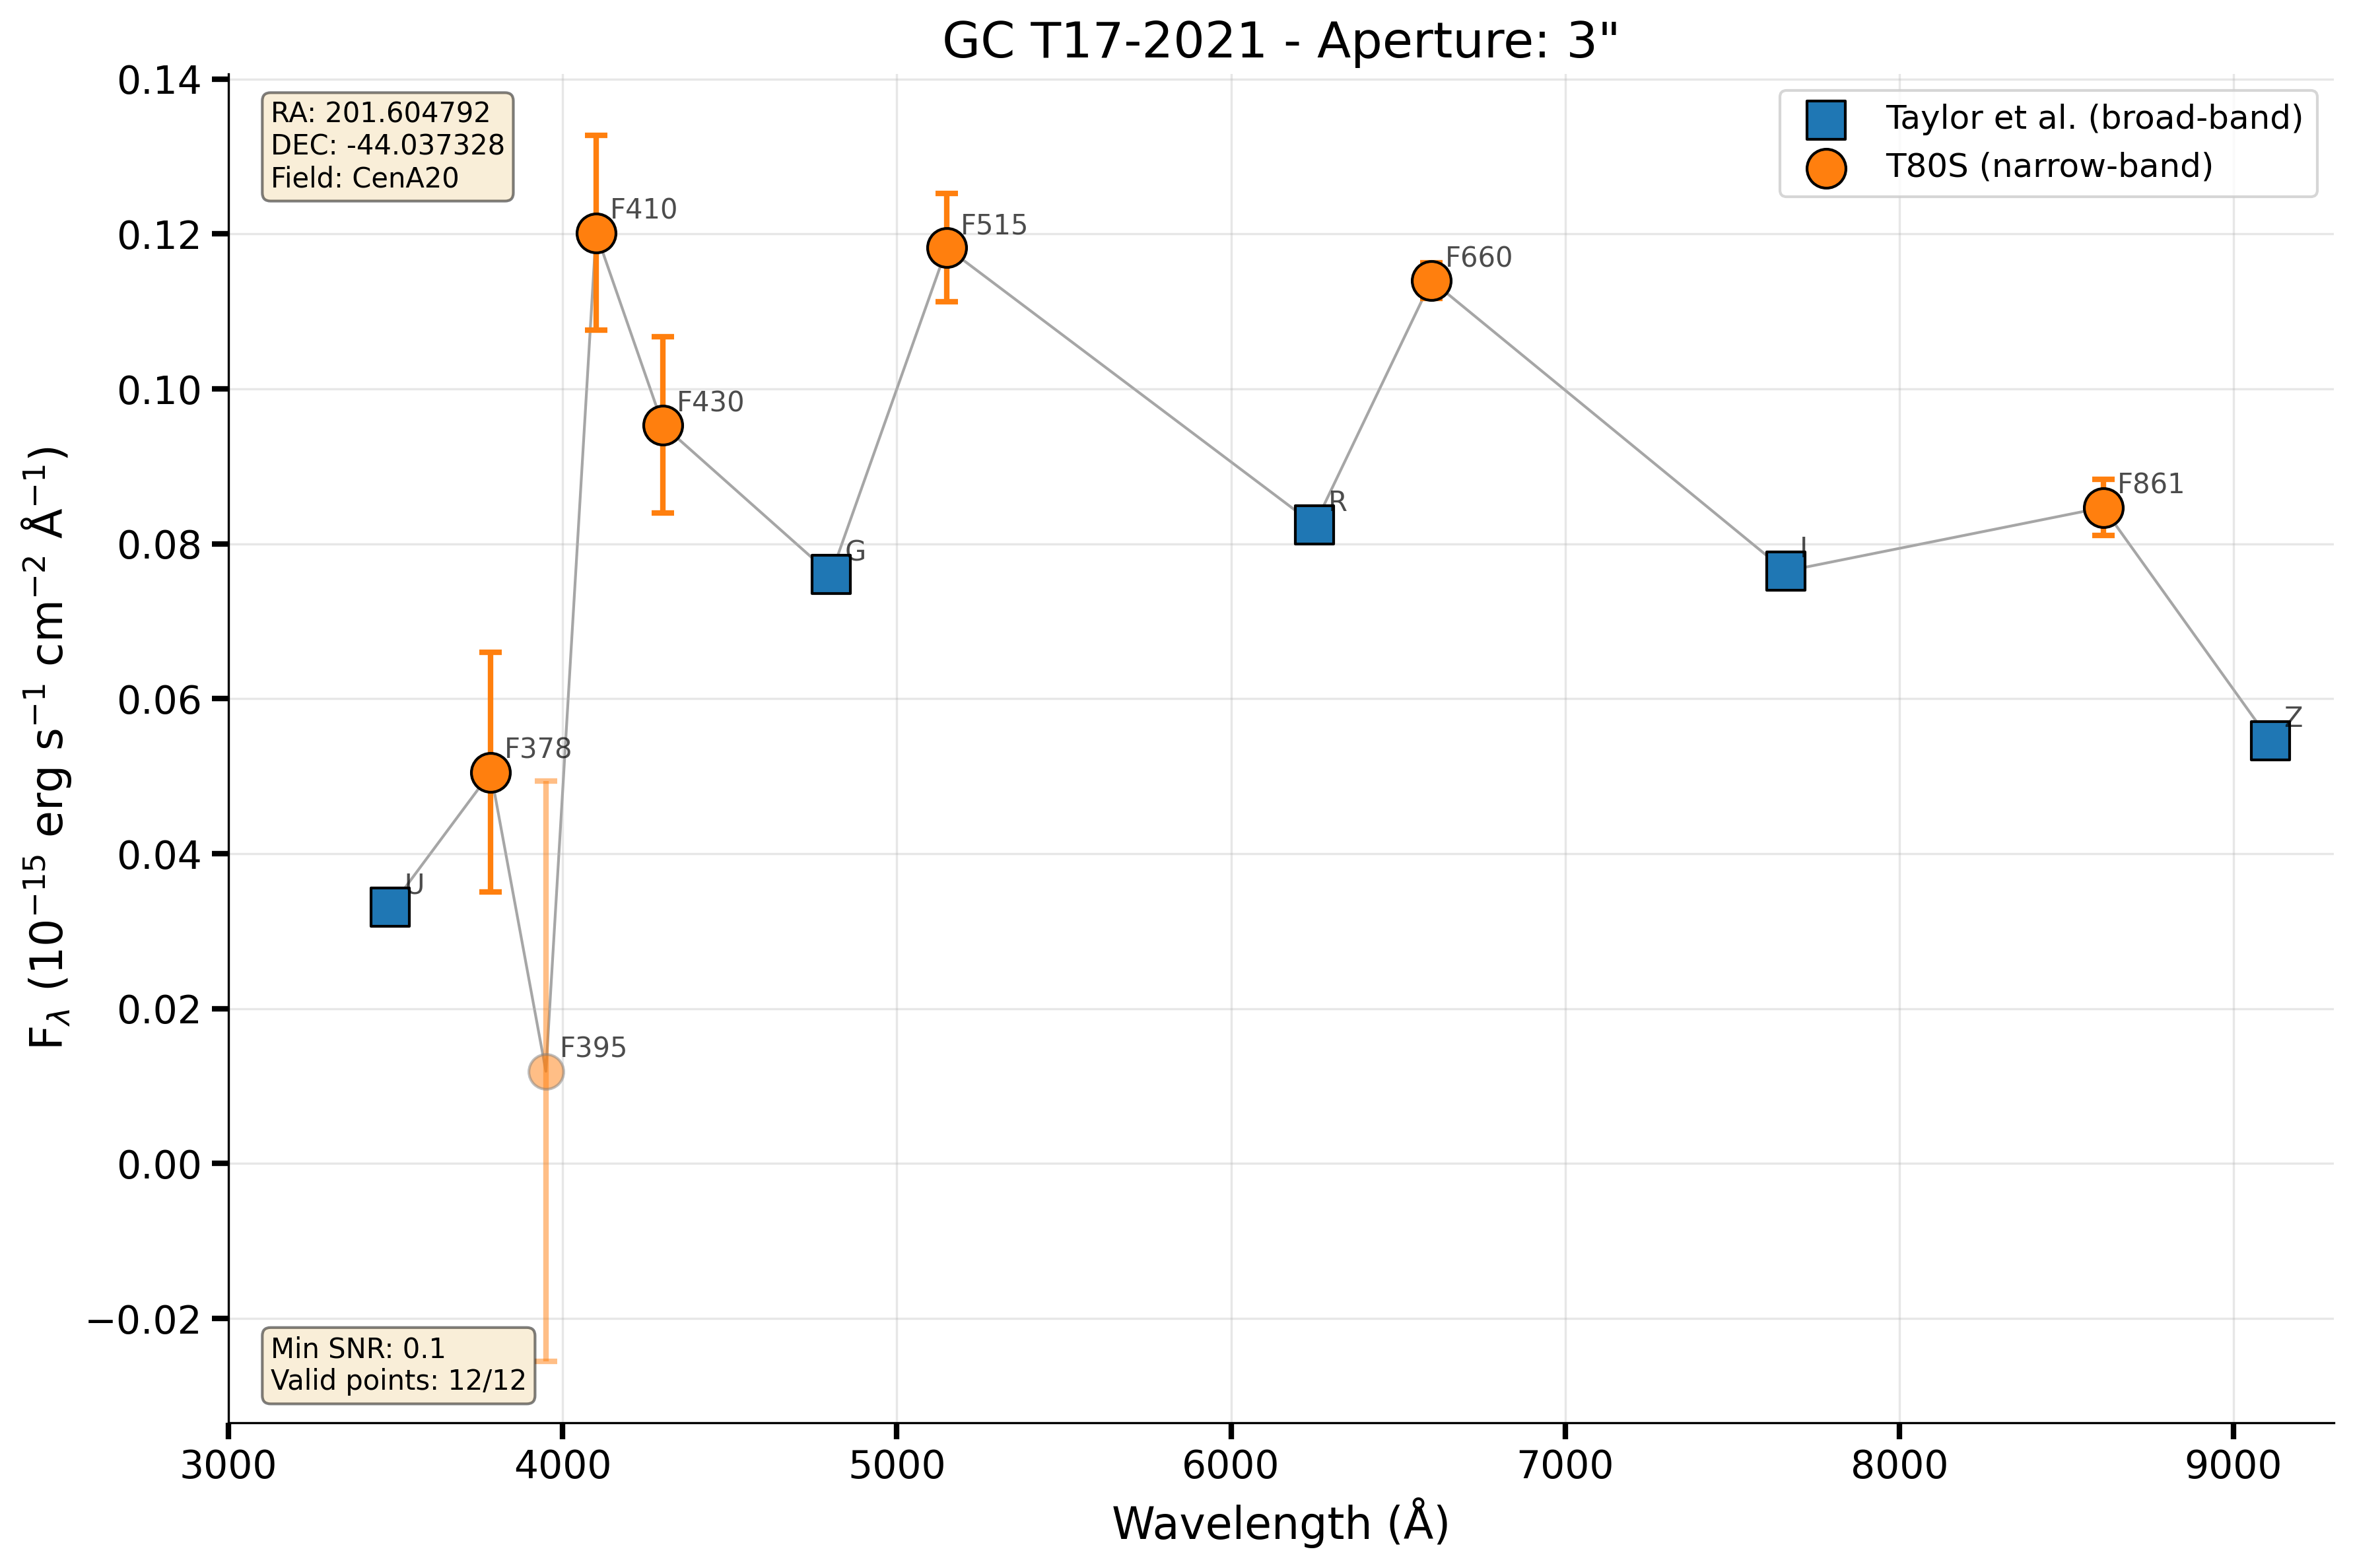 GC T17-2021 - Aperture: 3"
RA: 201.604792
DEC: -44.037328
Field: CenA20
Taylor et al. (broad-band)
T80S (narrow-band)
0.14
0.12
0.10
0.08
0.06
0.04
0.02
0.00
−0.02
F410
F515
F660
F430
F861
R
G
I
Z
F378
U
F395
Min SNR: 0.1
Valid points: 12/12
3000 4000 5000 6000 7000 8000 9000
Wavelength (Å)
Fλ (10⁻¹⁵ erg s⁻¹ cm⁻² Å⁻¹)